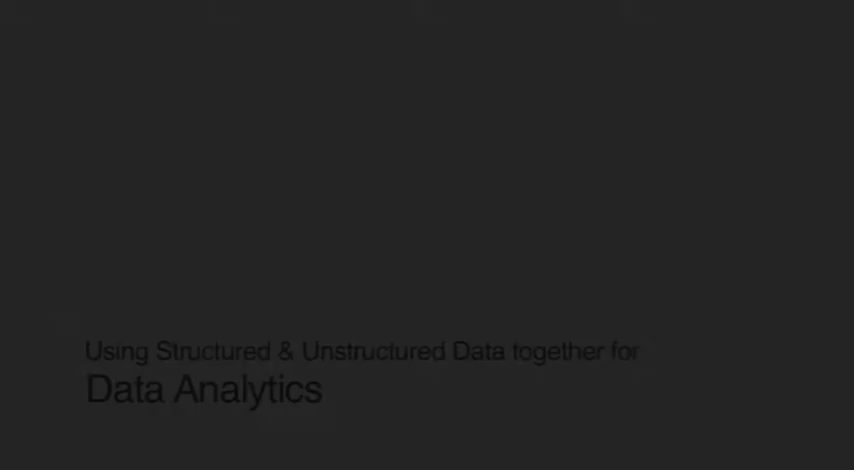 Using Structured & Unstructured Data together for
Data Analytics